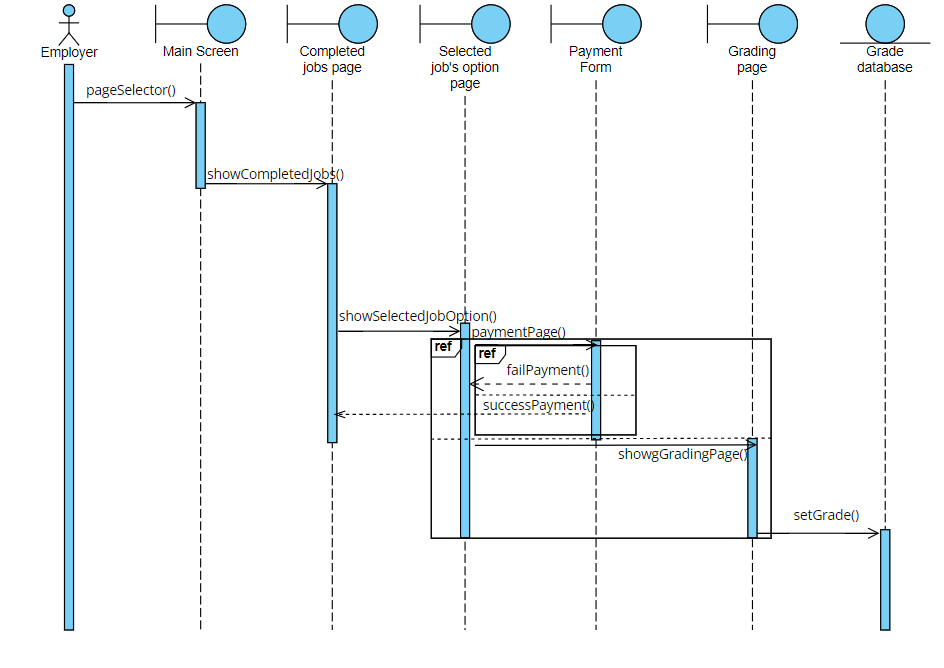 Employer
Main Screen
Completed
jobs page
Selected
job's option
page
Payment
Form
Grading
page
Grade
database
pageSelector()
showCompletedJobs()
showSelectedJobOption()
paymentPage()
ref
ref
failPayment()
successPayment()
showgGradingPage()
setGrade()